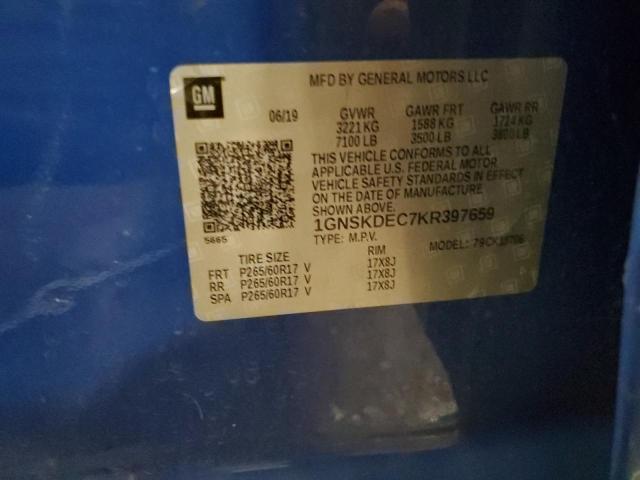 GM
MFD BY GENERAL MOTORS LLC
06/19 GVWR GAWR FRT GAWR RR
3221 KG 1588 KG 1724 KG
7100 LB 3500 LB 3800 LB
THIS VEHICLE CONFORMS TO ALL
APPLICABLE U.S. FEDERAL MOTOR
VEHICLE SAFETY STANDARDS IN EFFECT
ON THE DATE OF MANUFACTURE
SHOWN ABOVE.
1GNSKDEC7KR397659
TYPE: M.P.V. MODEL:
5665
TIRE SIZE RIM
FRT P265/60R17 V 17X8J
RR P265/60R17 V 17X8J
SPA P265/60R17 V 17X8J